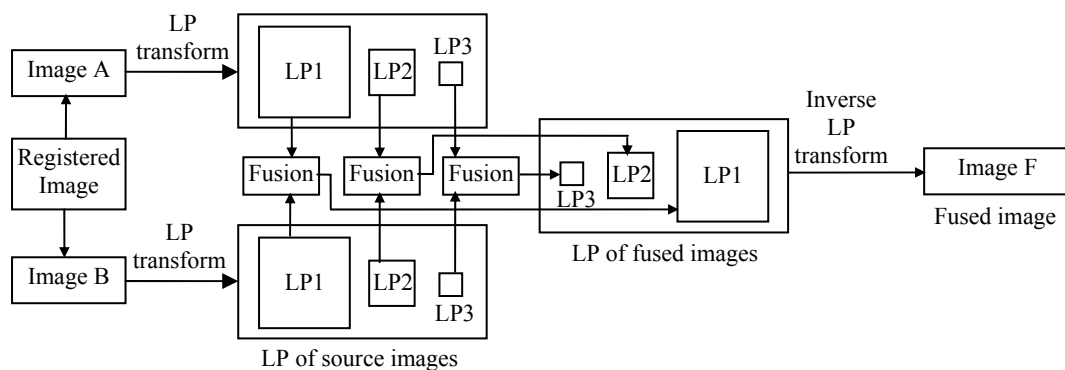 LP
transform
Image A
LP1
LP2
LP3
Registered
Image
Fusion
Fusion
Fusion
LP3
LP2
LP1
Inverse
LP
transform
Image F
Fused image
LP of fused images
LP
transform
Image B
LP1
LP2
LP3
LP of source images